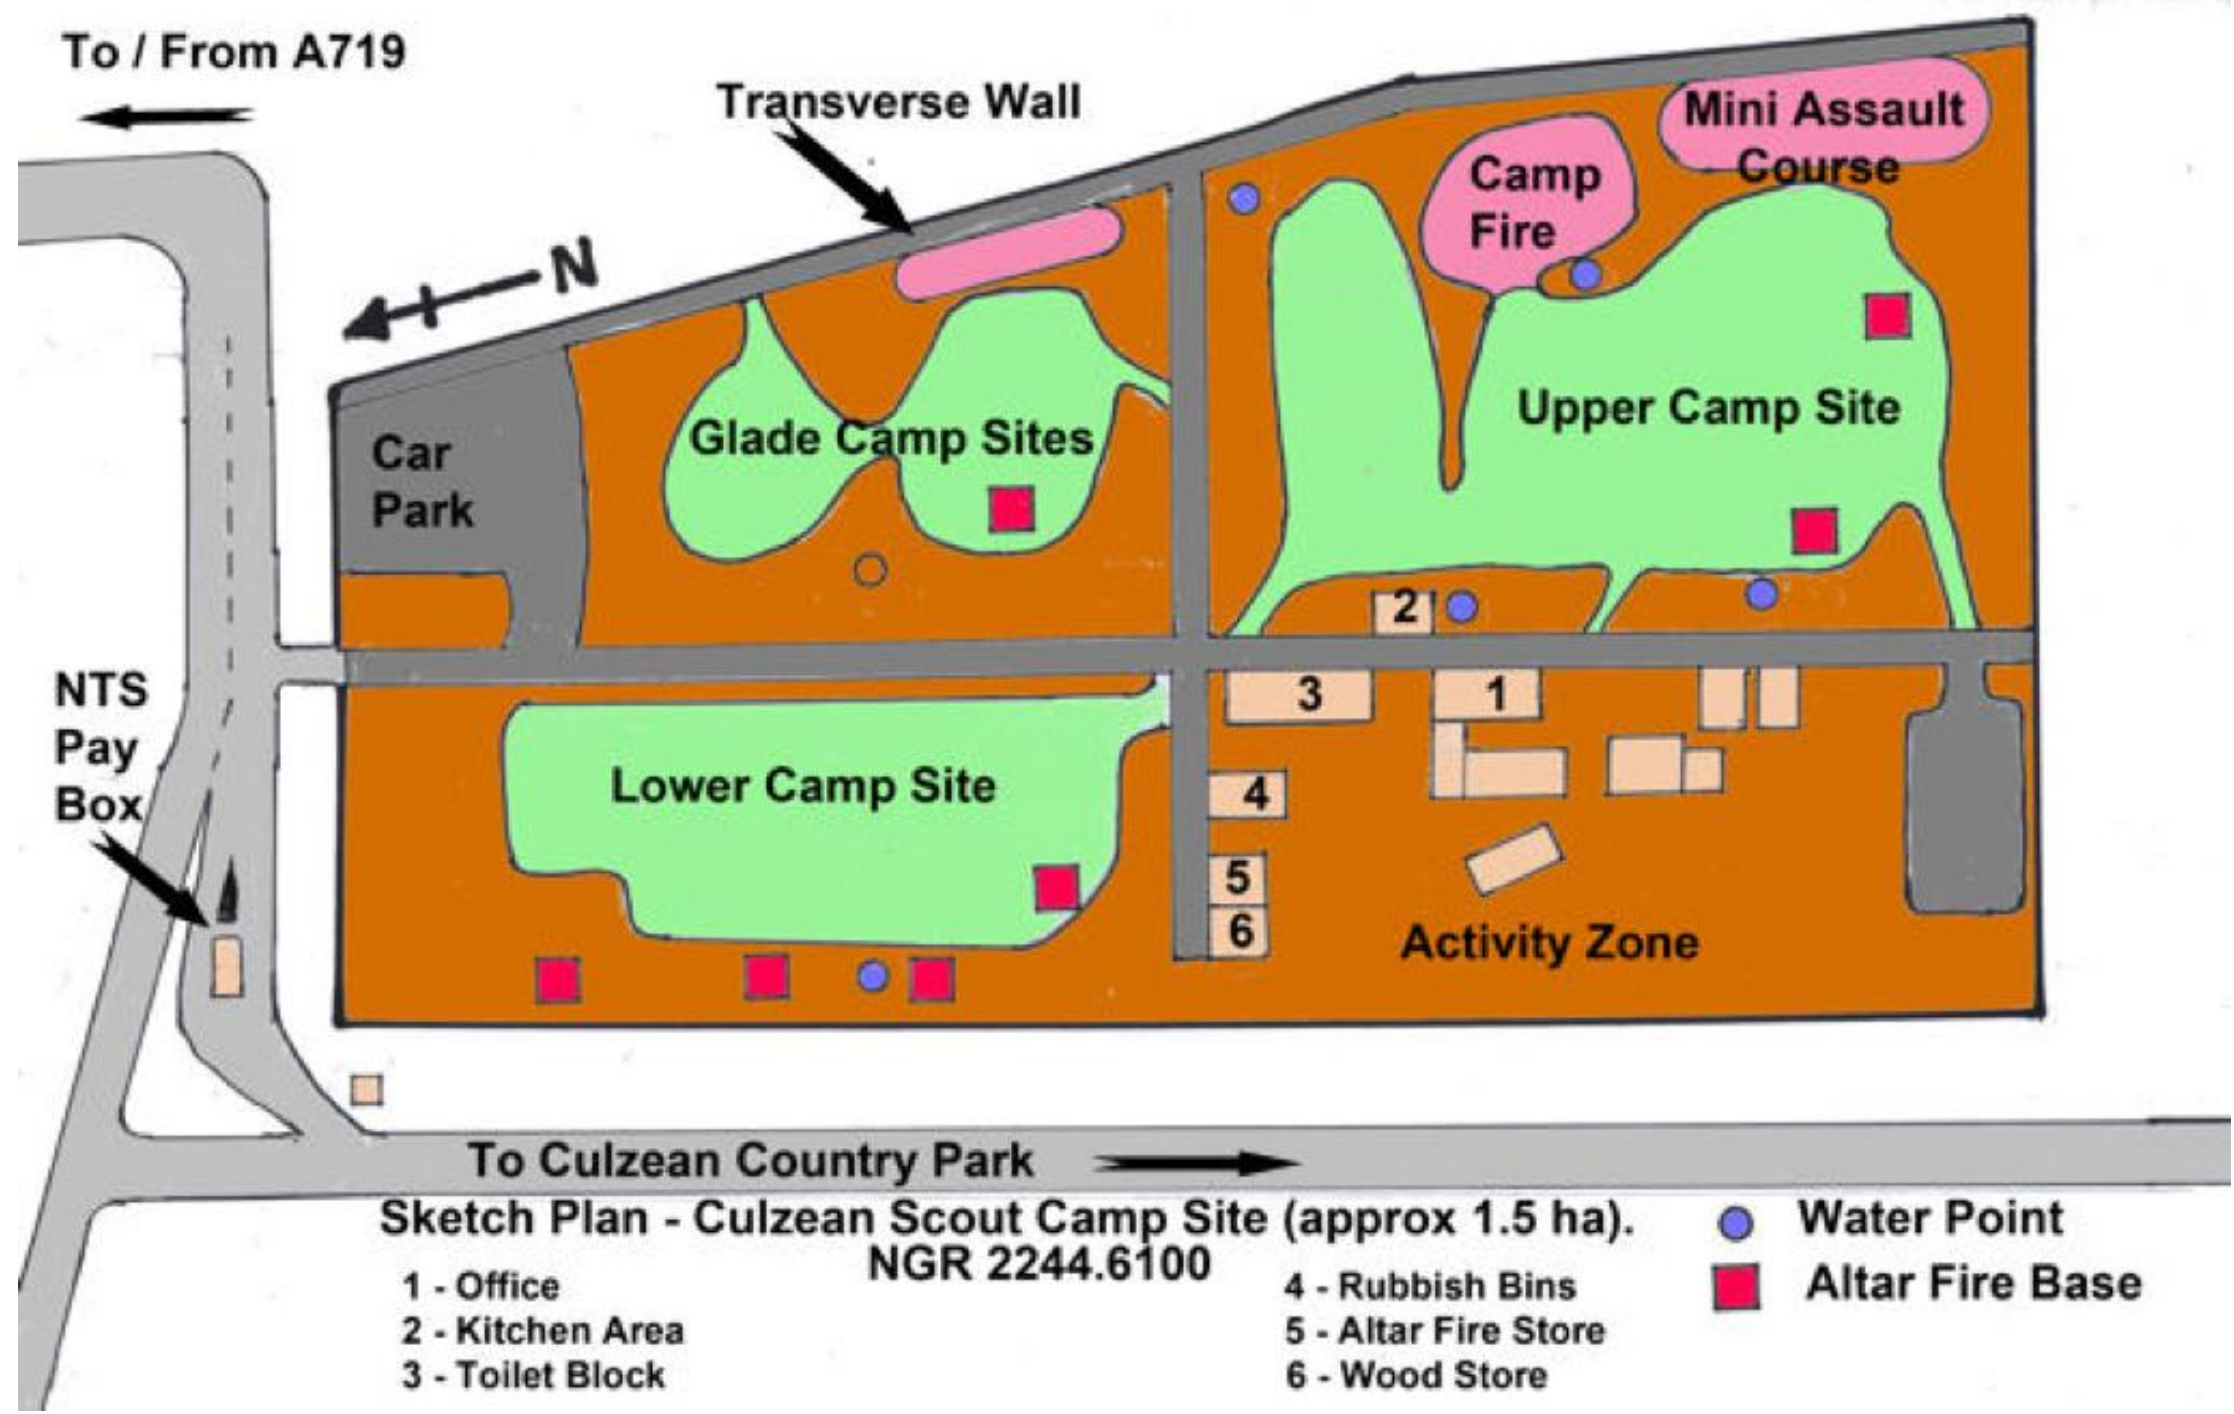 To / From A719
Transverse Wall
Mini Assault
Course
Camp
Fire
N
Car
Park
Glade Camp Sites
Upper Camp Site
2
NTS
Pay
Box
3
1
Lower Camp Site
4
5
6
Activity Zone
To Culzean Country Park
Sketch Plan - Culzean Scout Camp Site (approx 1.5 ha).
NGR 2244.6100
Water Point
Altar Fire Base
1 - Office
2 - Kitchen Area
3 - Toilet Block
4 - Rubbish Bins
5 - Altar Fire Store
6 - Wood Store